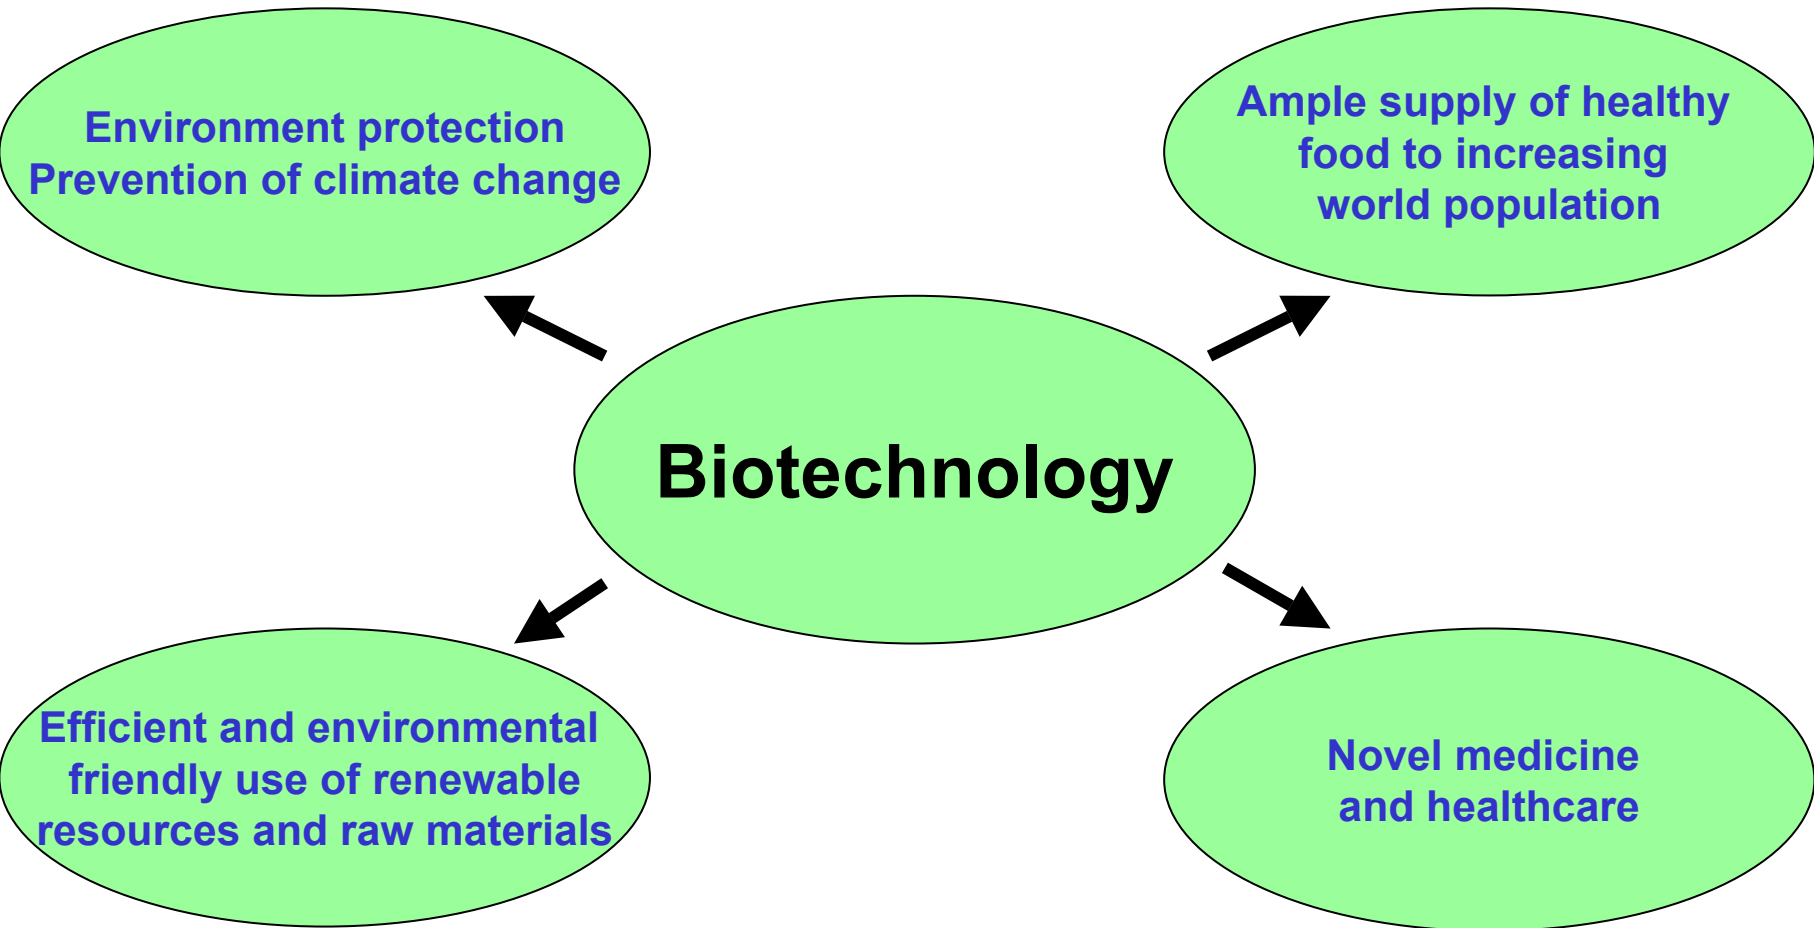 Environment protection
Prevention of climate change
Ample supply of healthy
food to increasing
world population
Biotechnology
Efficient and environmental
friendly use of renewable
resources and raw materials
Novel medicine
and healthcare